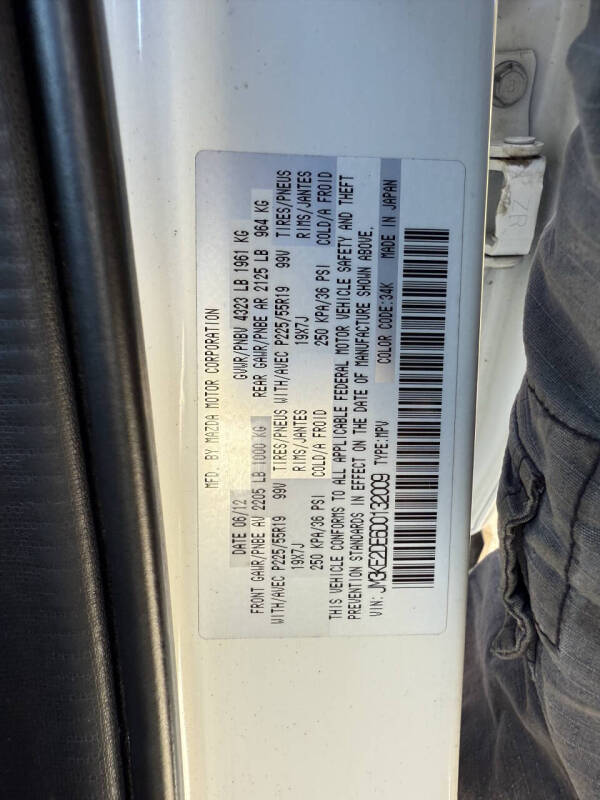 MFD. BY MAZDA MOTOR CORPORATION
DATE 06/12 GVWR/PNBV 4323 LB 1961 KG
FRONT GAWR/PNBE AV 2205 LB 1000 KG REAR GAWR/PNBE AR 2125 LB 964 KG
WITH/AVEC P225/55R19 99V TIRES/PNEUS WITH/AVEC P225/55R19 99V TIRES/PNEUS
19X7J RIMS/JANTES 19X7J RIMS/JANTES
250 KPA/36 PSI COLD/A FROID 250 KPA/36 PSI COLD/A FROID
THIS VEHICLE CONFORMS TO ALL APPLICABLE FEDERAL MOTOR VEHICLE SAFETY AND THEFT
PREVENTION STANDARDS IN EFFECT ON THE DATE OF MANUFACTURE SHOWN ABOVE.
VIN: JM3KE2DE6D0132009 TYPE:MPV COLOR CODE:34K MADE IN JAPAN
ZR